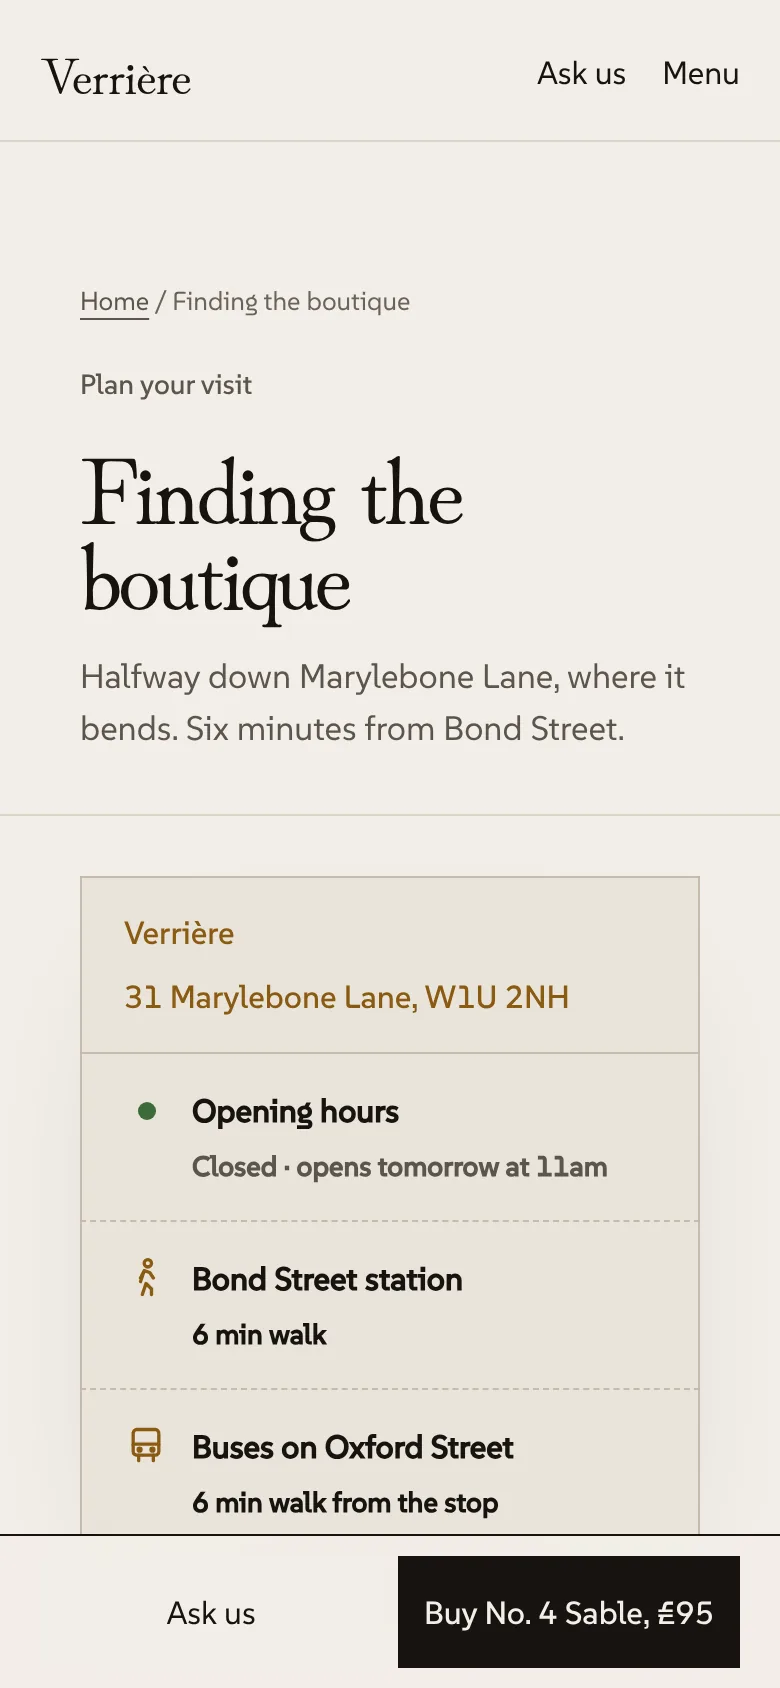 Verrière
Ask us Menu
Home / Finding the boutique
Plan your visit
Finding the
boutique
Halfway down Marylebone Lane, where it
bends. Six minutes from Bond Street.
Verrière
31 Marylebone Lane, W1U 2NH
Opening hours
Closed · opens tomorrow at 11am
Bond Street station
6 min walk
Buses on Oxford Street
6 min walk from the stop
Ask us
Buy No. 4 Sable, £95